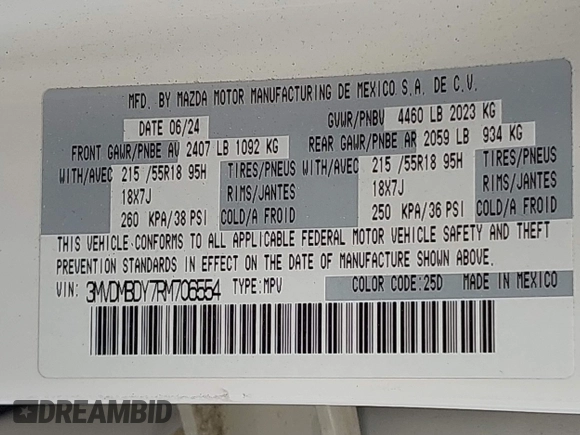 MFD. BY MAZDA MOTOR MANUFACTURING DE MEXICO S.A. DE C.V.
DATE 06/24 GVWR/PNBV 4460 LB 2023 KG
FRONT GAWR/PNBE AV 2407 LB 1092 KG REAR GAWR/PNBE AR 2059 LB 934 KG
WITH/AVEC 215 /55R18 95H TIRES/PNEUS WITH/AVEC 215 /55R18 95H TIRES/PNEUS
18X7J RIMS/JANTES 18X7J RIMS/JANTES
260 KPA/38 PSI COLD/A FROID 250 KPA/36 PSI COLD/A FROID
THIS VEHICLE CONFORMS TO ALL APPLICABLE FEDERAL MOTOR VEHICLE SAFETY AND THEFT
PREVENTION STANDARDS IN EFFECT ON THE DATE OF MANUFACTURE SHOWN ABOVE.
VIN: 3MVDMBDY7RM706554 TYPE:MPV COLOR CODE:25D MADE IN MEXICO
DREAMBID